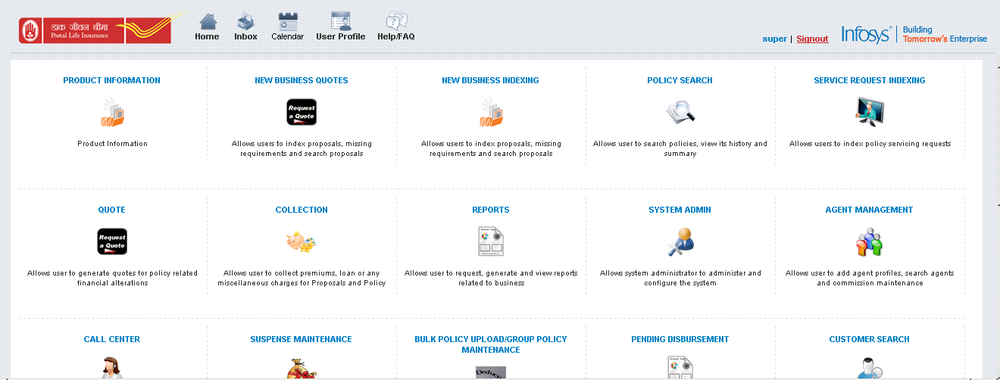 डाक जीवन बीमा
Postal Life Insurance
Home Inbox Calendar User Profile Help/FAQ
super | Signout
Infosys® | Building
Tomorrow's Enterprise
PRODUCT INFORMATION NEW BUSINESS QUOTES NEW BUSINESS INDEXING POLICY SEARCH SERVICE REQUEST INDEXING
Request
a Quote
Product Information
Allows users to index proposals, missing
requirements and search proposals
Allows users to index proposals, missing
requirements and search proposals
Allows user to search policies, view its history and
summary
Allows users to index policy servicing requests
QUOTE COLLECTION REPORTS SYSTEM ADMIN AGENT MANAGEMENT
Request
a Quote
Allows user to generate quotes for policy related
financial alterations
Allows user to collect premiums, loan or any
miscellaneous charges for Proposals and Policy
Allows user to request, generate and view reports
related to business
Allows system administrator to administer and
configure the system
Allows user to add agent profiles, search agents
and commission maintenance
CALL CENTER SUSPENSE MAINTENANCE BULK POLICY UPLOAD/GROUP POLICY
MAINTENANCE
PENDING DISBURSEMENT CUSTOMER SEARCH